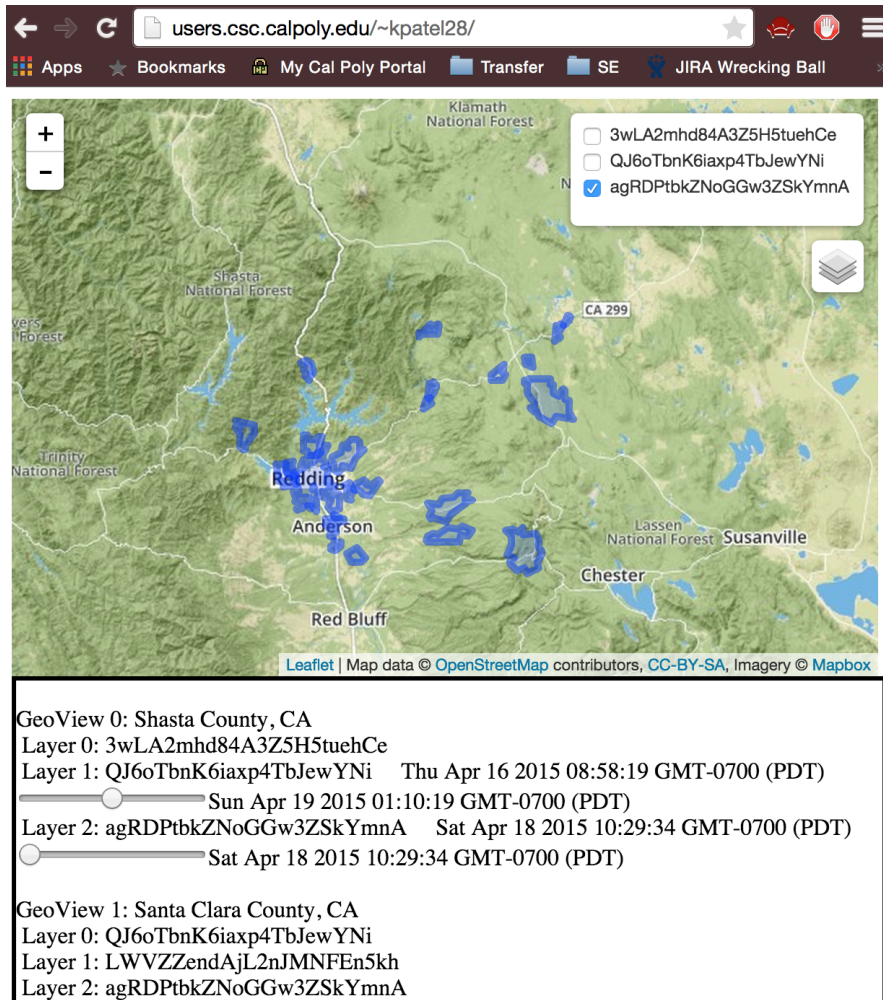 users.csc.calpoly.edu/~kpatel28/
Apps Bookmarks My Cal Poly Portal Transfer SE JIRA Wrecking Ball
+
−
Klamath
National Forest
3wLA2mhd84A3Z5H5tuehCe
QJ6oTbnK6iaxp4TbJewYNi
agRDPtbkZNoGGw3ZSkYmnA
N
Shasta
National Forest
CA 299
vers
l Forest
Trinity
National Forest
Redding
Anderson
Lassen
National Forest
Susanville
Chester
Red Bluff
Leaflet | Map data © OpenStreetMap contributors, CC-BY-SA, Imagery © Mapbox
GeoView 0: Shasta County, CA
Layer 0: 3wLA2mhd84A3Z5H5tuehCe
Layer 1: QJ6oTbnK6iaxp4TbJewYNi Thu Apr 16 2015 08:58:19 GMT-0700 (PDT)
Sun Apr 19 2015 01:10:19 GMT-0700 (PDT)
Layer 2: agRDPtbkZNoGGw3ZSkYmnA Sat Apr 18 2015 10:29:34 GMT-0700 (PDT)
Sat Apr 18 2015 10:29:34 GMT-0700 (PDT)
GeoView 1: Santa Clara County, CA
Layer 0: QJ6oTbnK6iaxp4TbJewYNi
Layer 1: LWVZZendAjL2nJMNFEn5kh
Layer 2: agRDPtbkZNoGGw3ZSkYmnA